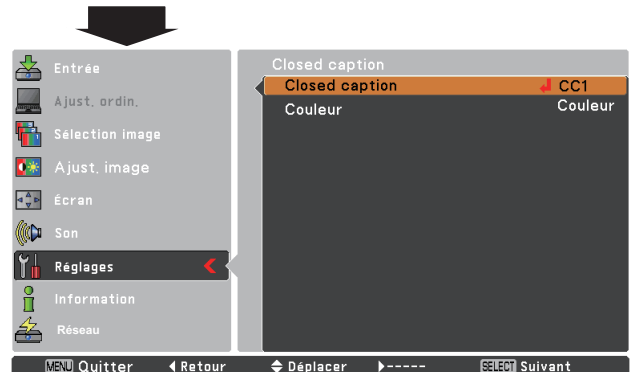 Entrée
Ajust. ordin.
Sélection image
Ajust. image
Écran
Son
Réglages
Information
Réseau
Closed caption
Closed caption CC1
Couleur Couleur
MENU Quitter Retour Déplacer ----- SELECT Suivant